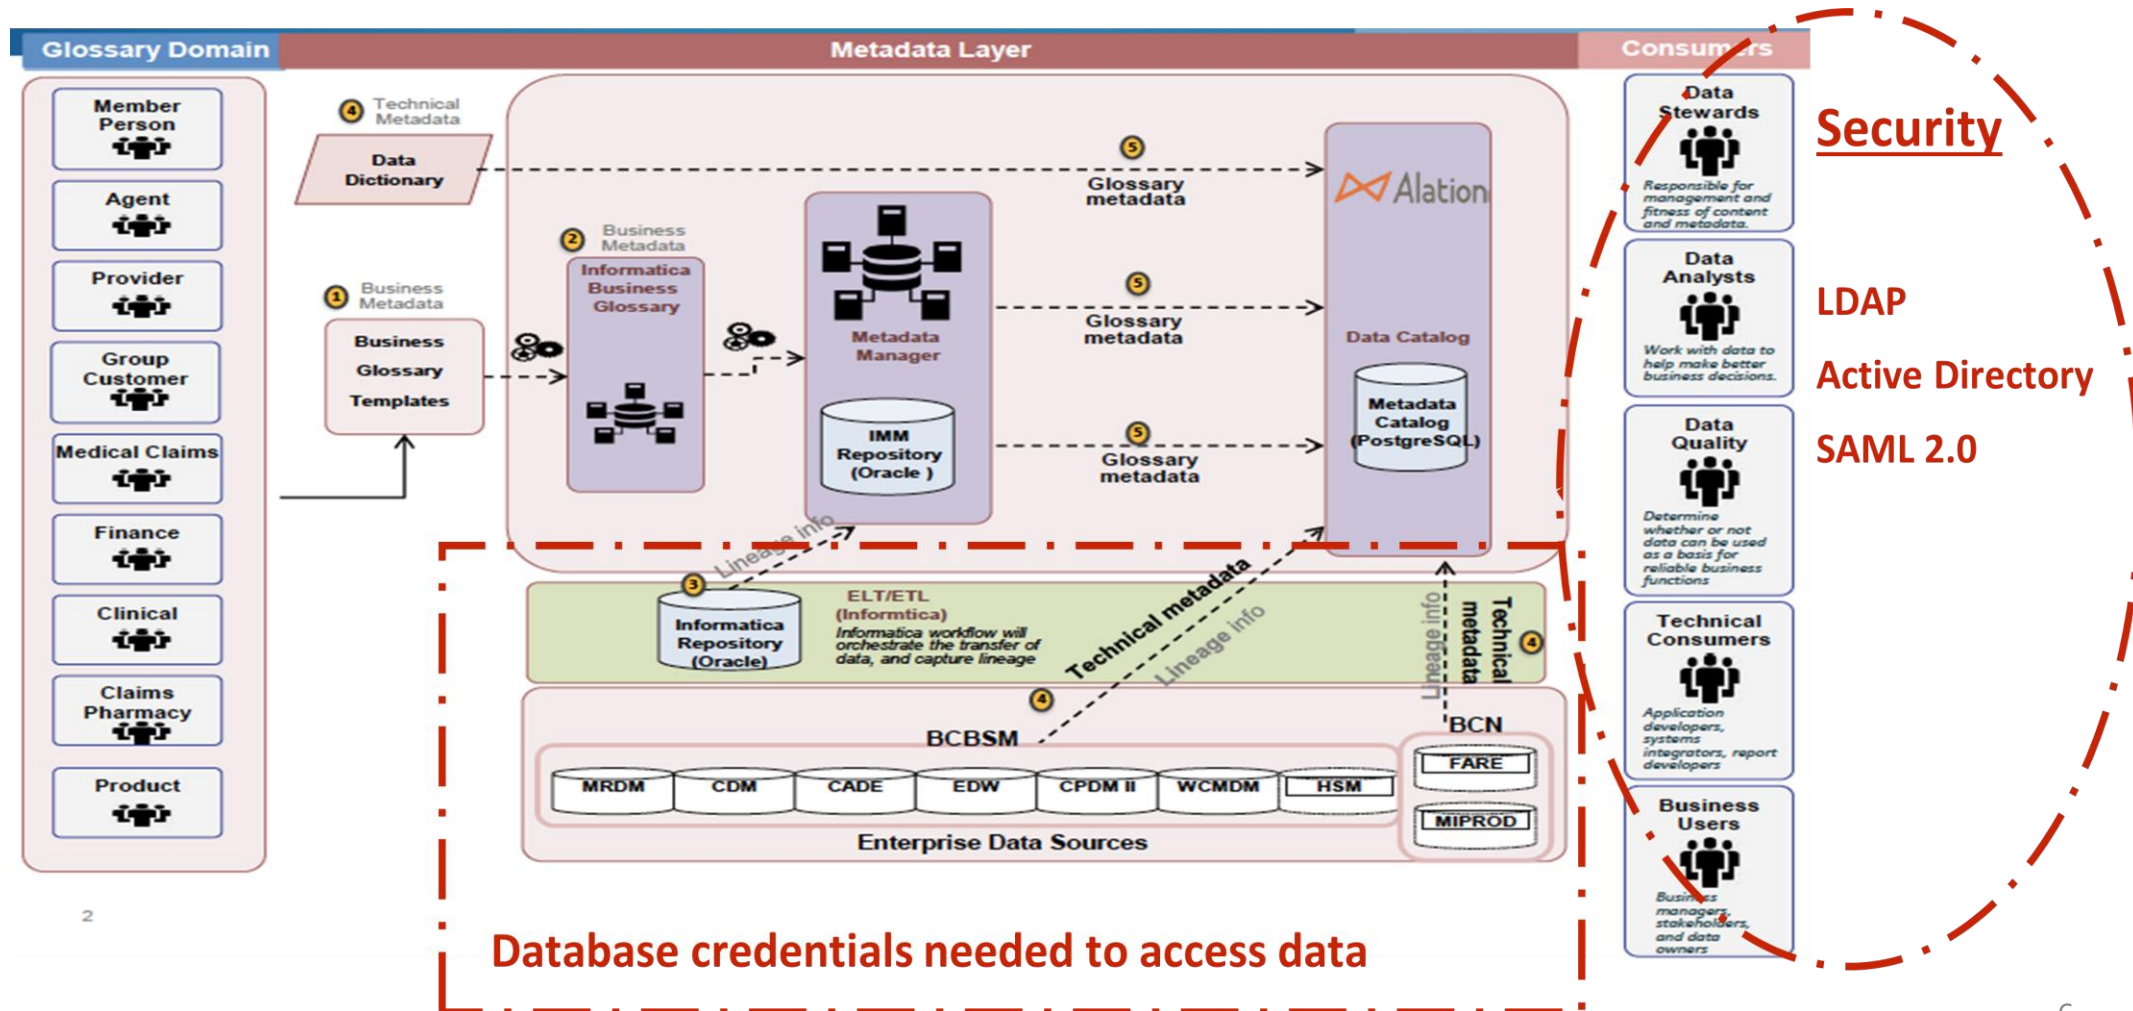 Glossary Domain
Metadata Layer
Consumers
Member
Person
Agent
Provider
Group
Customer
Medical Claims
Finance
Clinical
Claims
Pharmacy
Product
2
4
Technical
Metadata
Data
Dictionary
1
Business
Metadata
Business
Glossary
Templates
2
Business
Metadata
Informatica
Business
Glossary
Metadata
Manager
IMM
Repository
(Oracle )
5
Glossary
metadata
5
Glossary
metadata
5
Glossary
metadata
Alation
Data Catalog
Metadata
Catalog
(PostgreSQL)
Lineage info
3
Informatica
Repository
(Oracle)
ELT/ETL
(Informtica)
Informatica workflow will
orchestrate the transfer of
data, and capture lineage
Technical metadata
Lineage info
4
Lineage info
Technical
metadata
4
BCBSM
MRDM
CDM
CADE
EDW
CPDM II
WCMDM
HSM
BCN
FARE
MIPROD
Enterprise Data Sources
Database credentials needed to access data
Data
Stewards
Responsible for
management and
fitness of content
and metadata.
Data
Analysts
Work with data to
help make better
business decisions.
Data
Quality
Determine
whether or not
data can be used
as a basis for
reliable business
functions
Technical
Consumers
Application
developers,
systems
integrators, report
developers
Business
Users
Business
managers,
stakeholders,
and data
owners
Security
LDAP
Active Directory
SAML 2.0